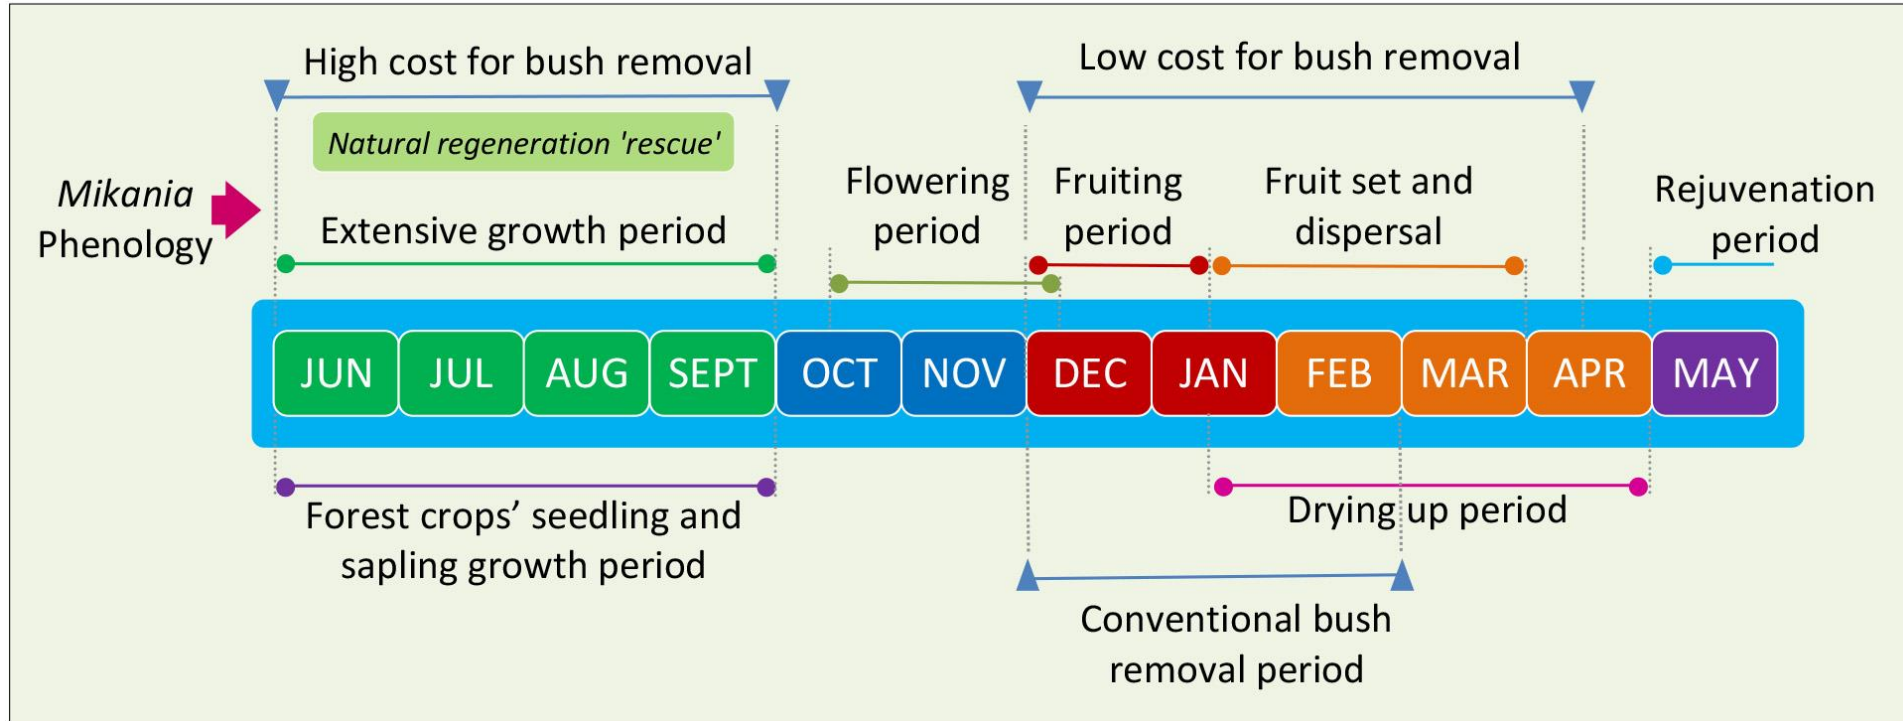 High cost for bush removal
Low cost for bush removal
Natural regeneration 'rescue'
Mikania
Phenology
Extensive growth period
Flowering
period
Fruiting
period
Fruit set and
dispersal
Rejuvenation
period
JUN JUL AUG SEPT OCT NOV DEC JAN FEB MAR APR MAY
Forest crops’ seedling and
sapling growth period
Drying up period
Conventional bush
removal period